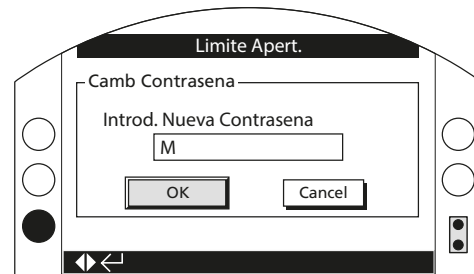 Limite Apert.
Camb Contrasena
Introd. Nueva Contrasena
M
OK Cancel